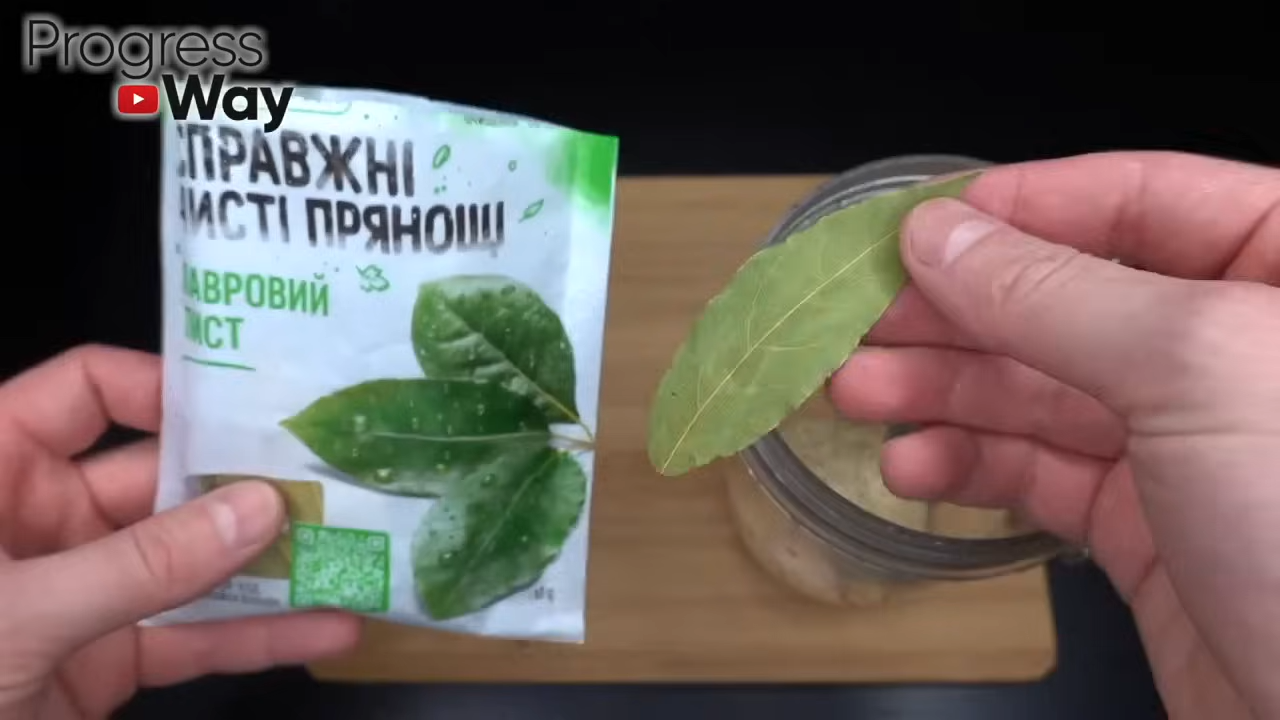 Progress
Way
СПРАВЖНІ
ЧИСТІ ПРЯНОЩІ
ЛАВРОВИЙ
ЛИСТ